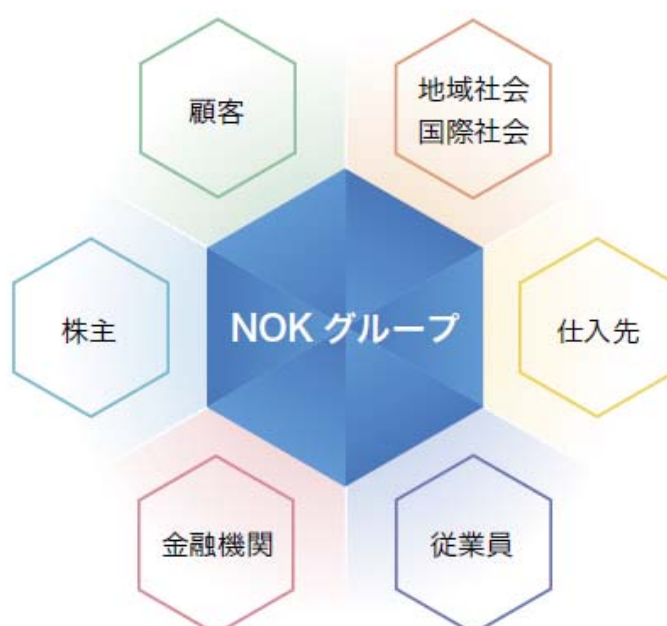 顧客
地域社会
国際社会
株主
NOK グループ
仕入先
金融機関
従業員